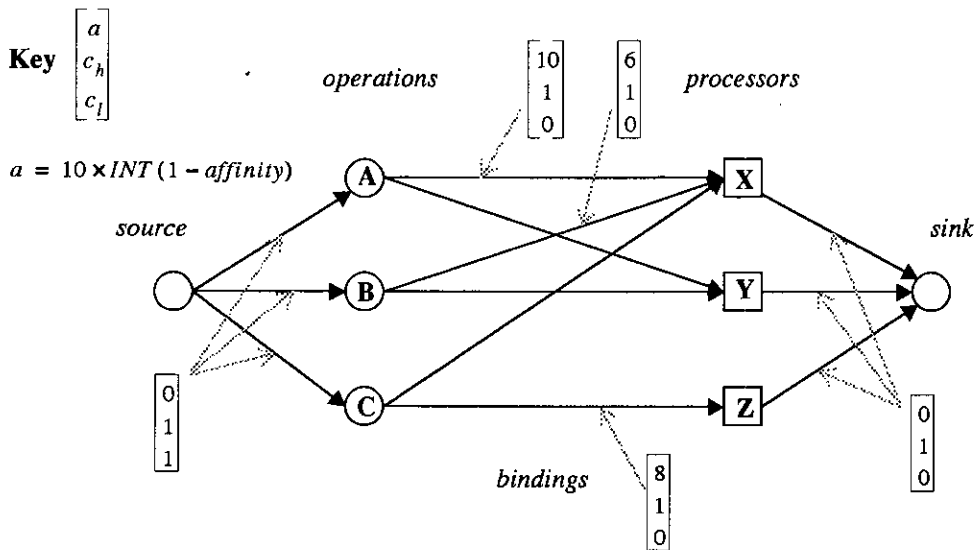 Key
a
c_h
c_l
a = 10 × INT (1 – affinity)
operations
10
1
0
6
1
0
processors
source
sink
A
X
B
Y
C
Z
0
1
1
bindings
8
1
0
0
1
0